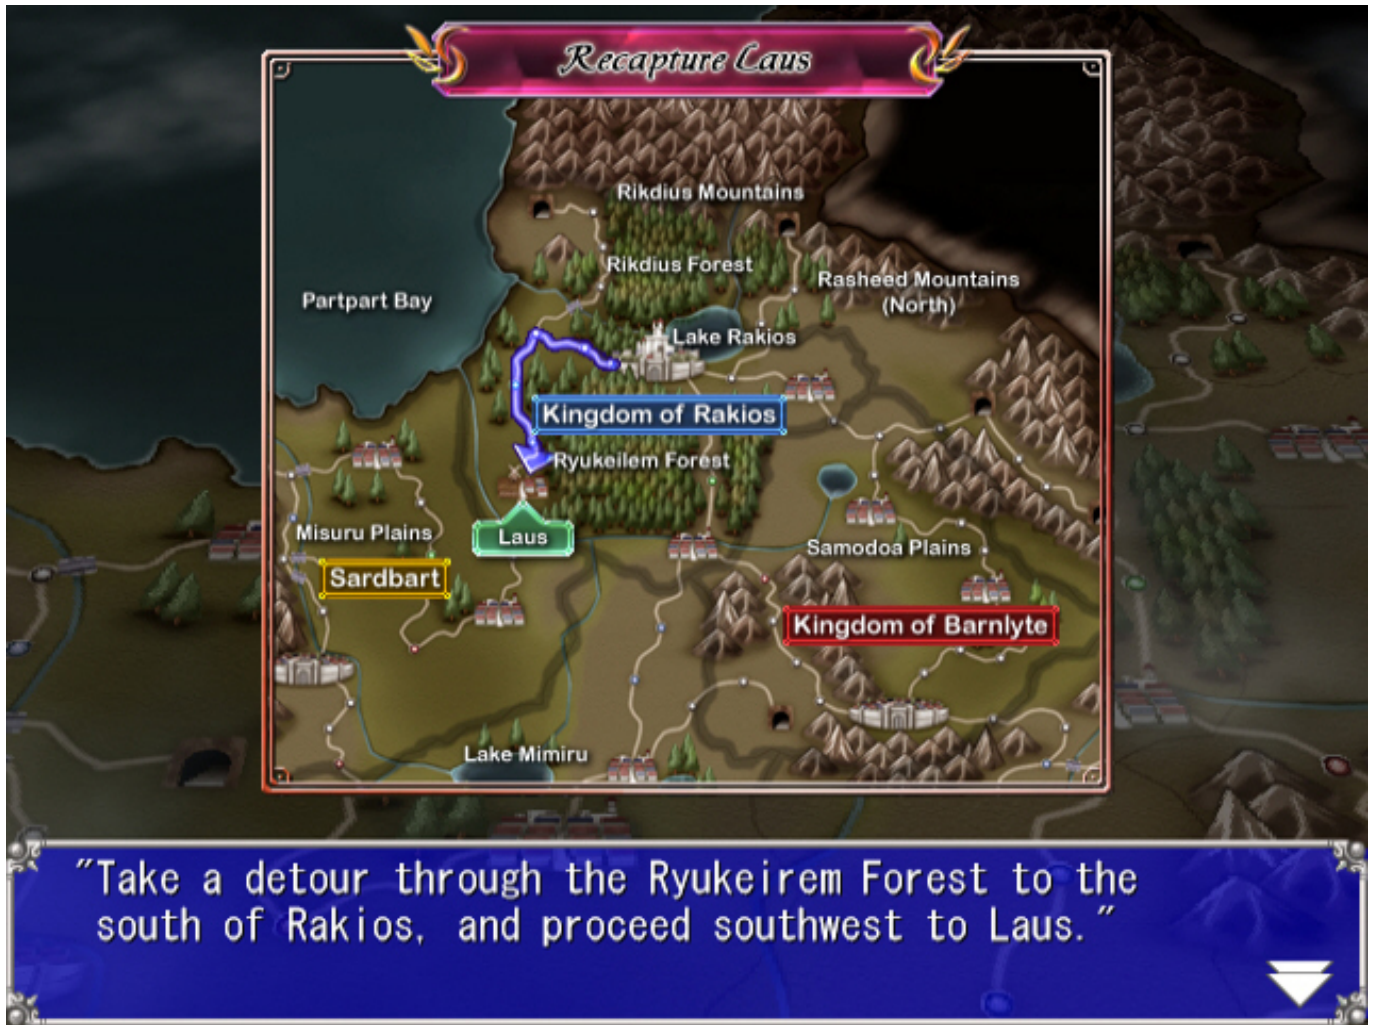 Recapture Laus
Rikdius Mountains
Rikdius Forest
Rasheed Mountains
(North)
Partpart Bay
Lake Rakios
Kingdom of Rakios
Ryukeilem Forest
Misuru Plains
Laus
Samodoa Plains
Sardbart
Kingdom of Barnlyte
Lake Mimiru
"Take a detour through the Ryukeirem Forest to the
south of Rakios, and proceed southwest to Laus."